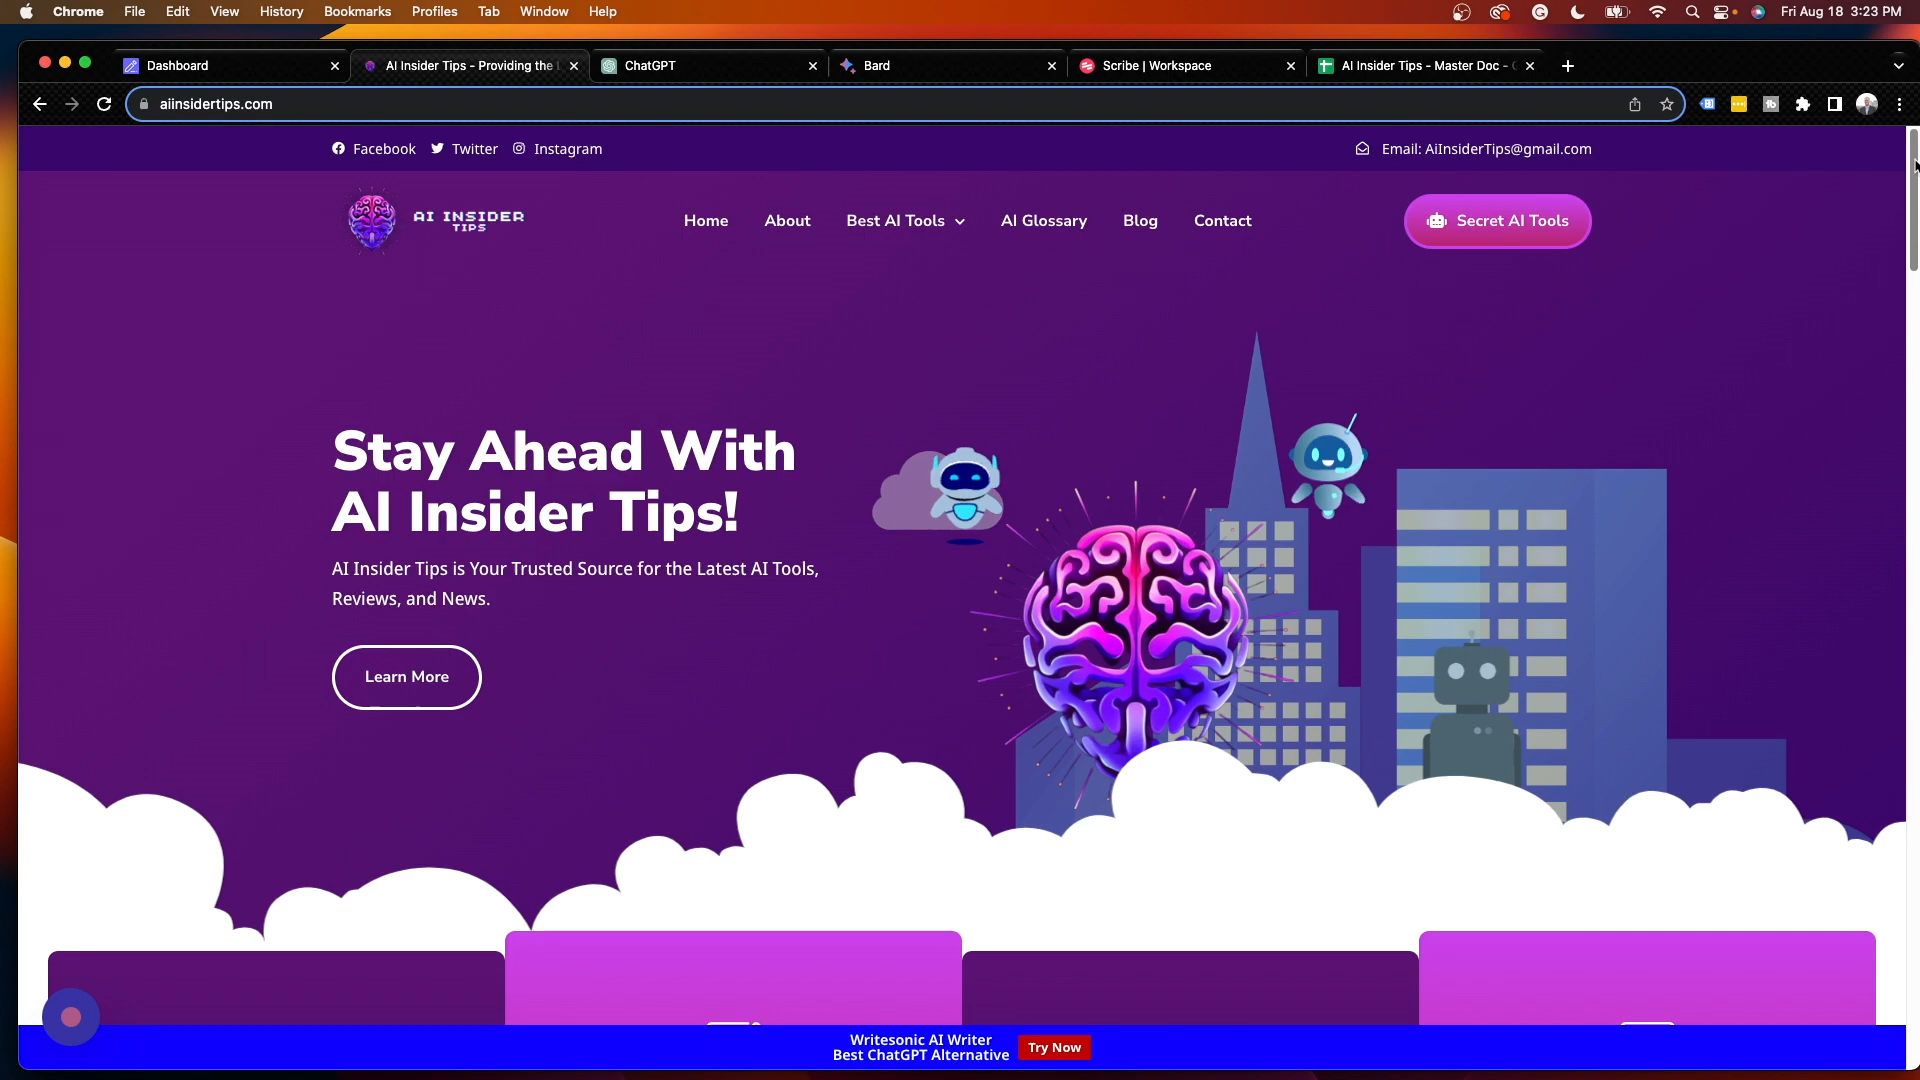 Chrome File Edit View History Bookmarks Profiles Tab Window Help
Fri Aug 18 3:23 PM
Dashboard
AI Insider Tips - Providing the
ChatGPT
Bard
Scribe | Workspace
AI Insider Tips - Master Doc -
aiinsidertips.com
Facebook Twitter Instagram
Email: AiInsiderTips@gmail.com
AI INSIDER
TIPS
Home About Best AI Tools AI Glossary Blog Contact
Secret AI Tools
Stay Ahead With
AI Insider Tips!
AI Insider Tips is Your Trusted Source for the Latest AI Tools,
Reviews, and News.
Learn More
Writesonic AI Writer
Best ChatGPT Alternative
Try Now